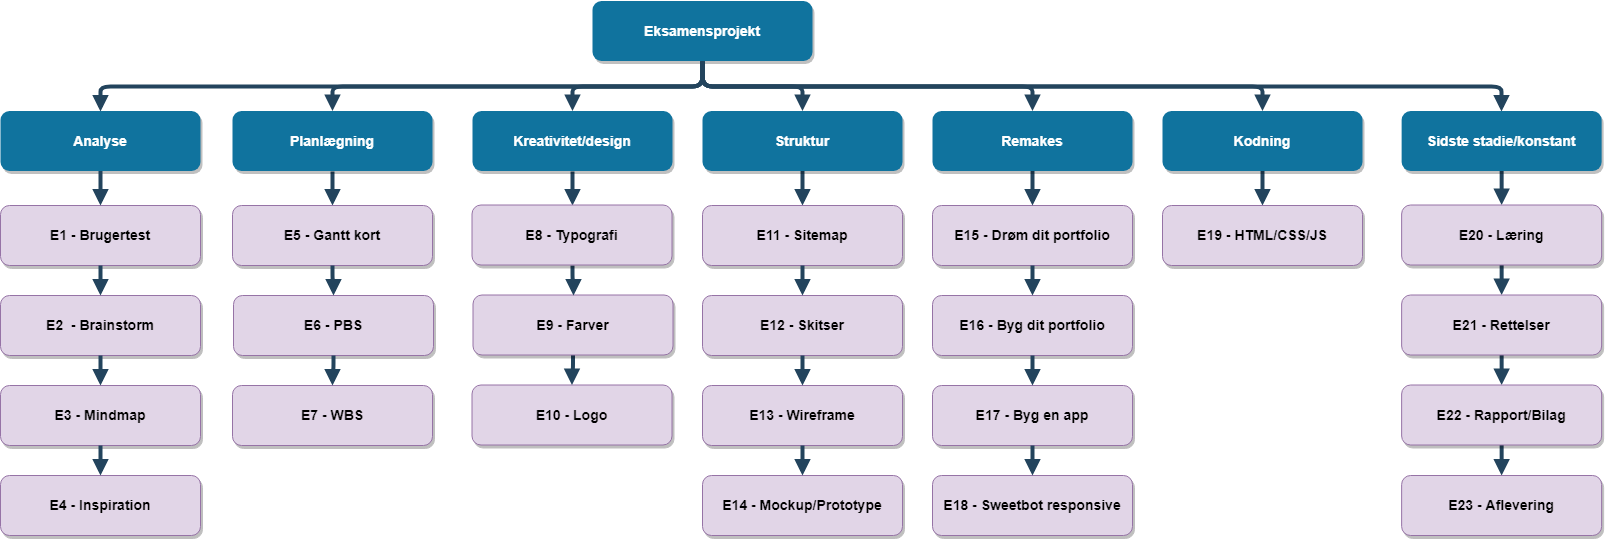 Eksamensprojekt
Analyse
Planlægning
Kreativitet/design
Struktur
Remakes
Kodning
Sidste stadie/konstant
E1 - Brugertest
E5 - Gantt kort
E8 - Typografi
E11 - Sitemap
E15 - Drøm dit portfolio
E19 - HTML/CSS/JS
E20 - Læring
E2  - Brainstorm
E6 - PBS
E9 - Farver
E12 - Skitser
E16 - Byg dit portfolio
E21 - Rettelser
E3 - Mindmap
E7 - WBS
E10 - Logo
E13 - Wireframe
E17 - Byg en app
E22 - Rapport/Bilag
E4 - Inspiration
E14 - Mockup/Prototype
E18 - Sweetbot responsive
E23 - Aflevering